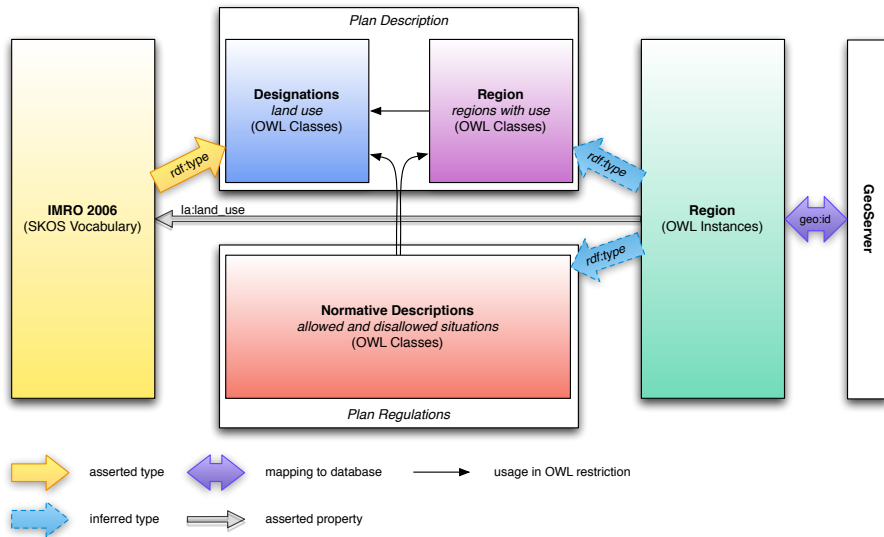 Plan Description
Designations
land use
(OWL Classes)
Region
regions with use
(OWL Classes)
rdf:type
rdf:type
IMRO 2006
(SKOS Vocabulary)
la:land_use
Region
(OWL Instances)
geo:id
GeoServer
rdf:type
Normative Descriptions
allowed and disallowed situations
(OWL Classes)
Plan Regulations
asserted type
mapping to database
usage in OWL restriction
inferred type
asserted property